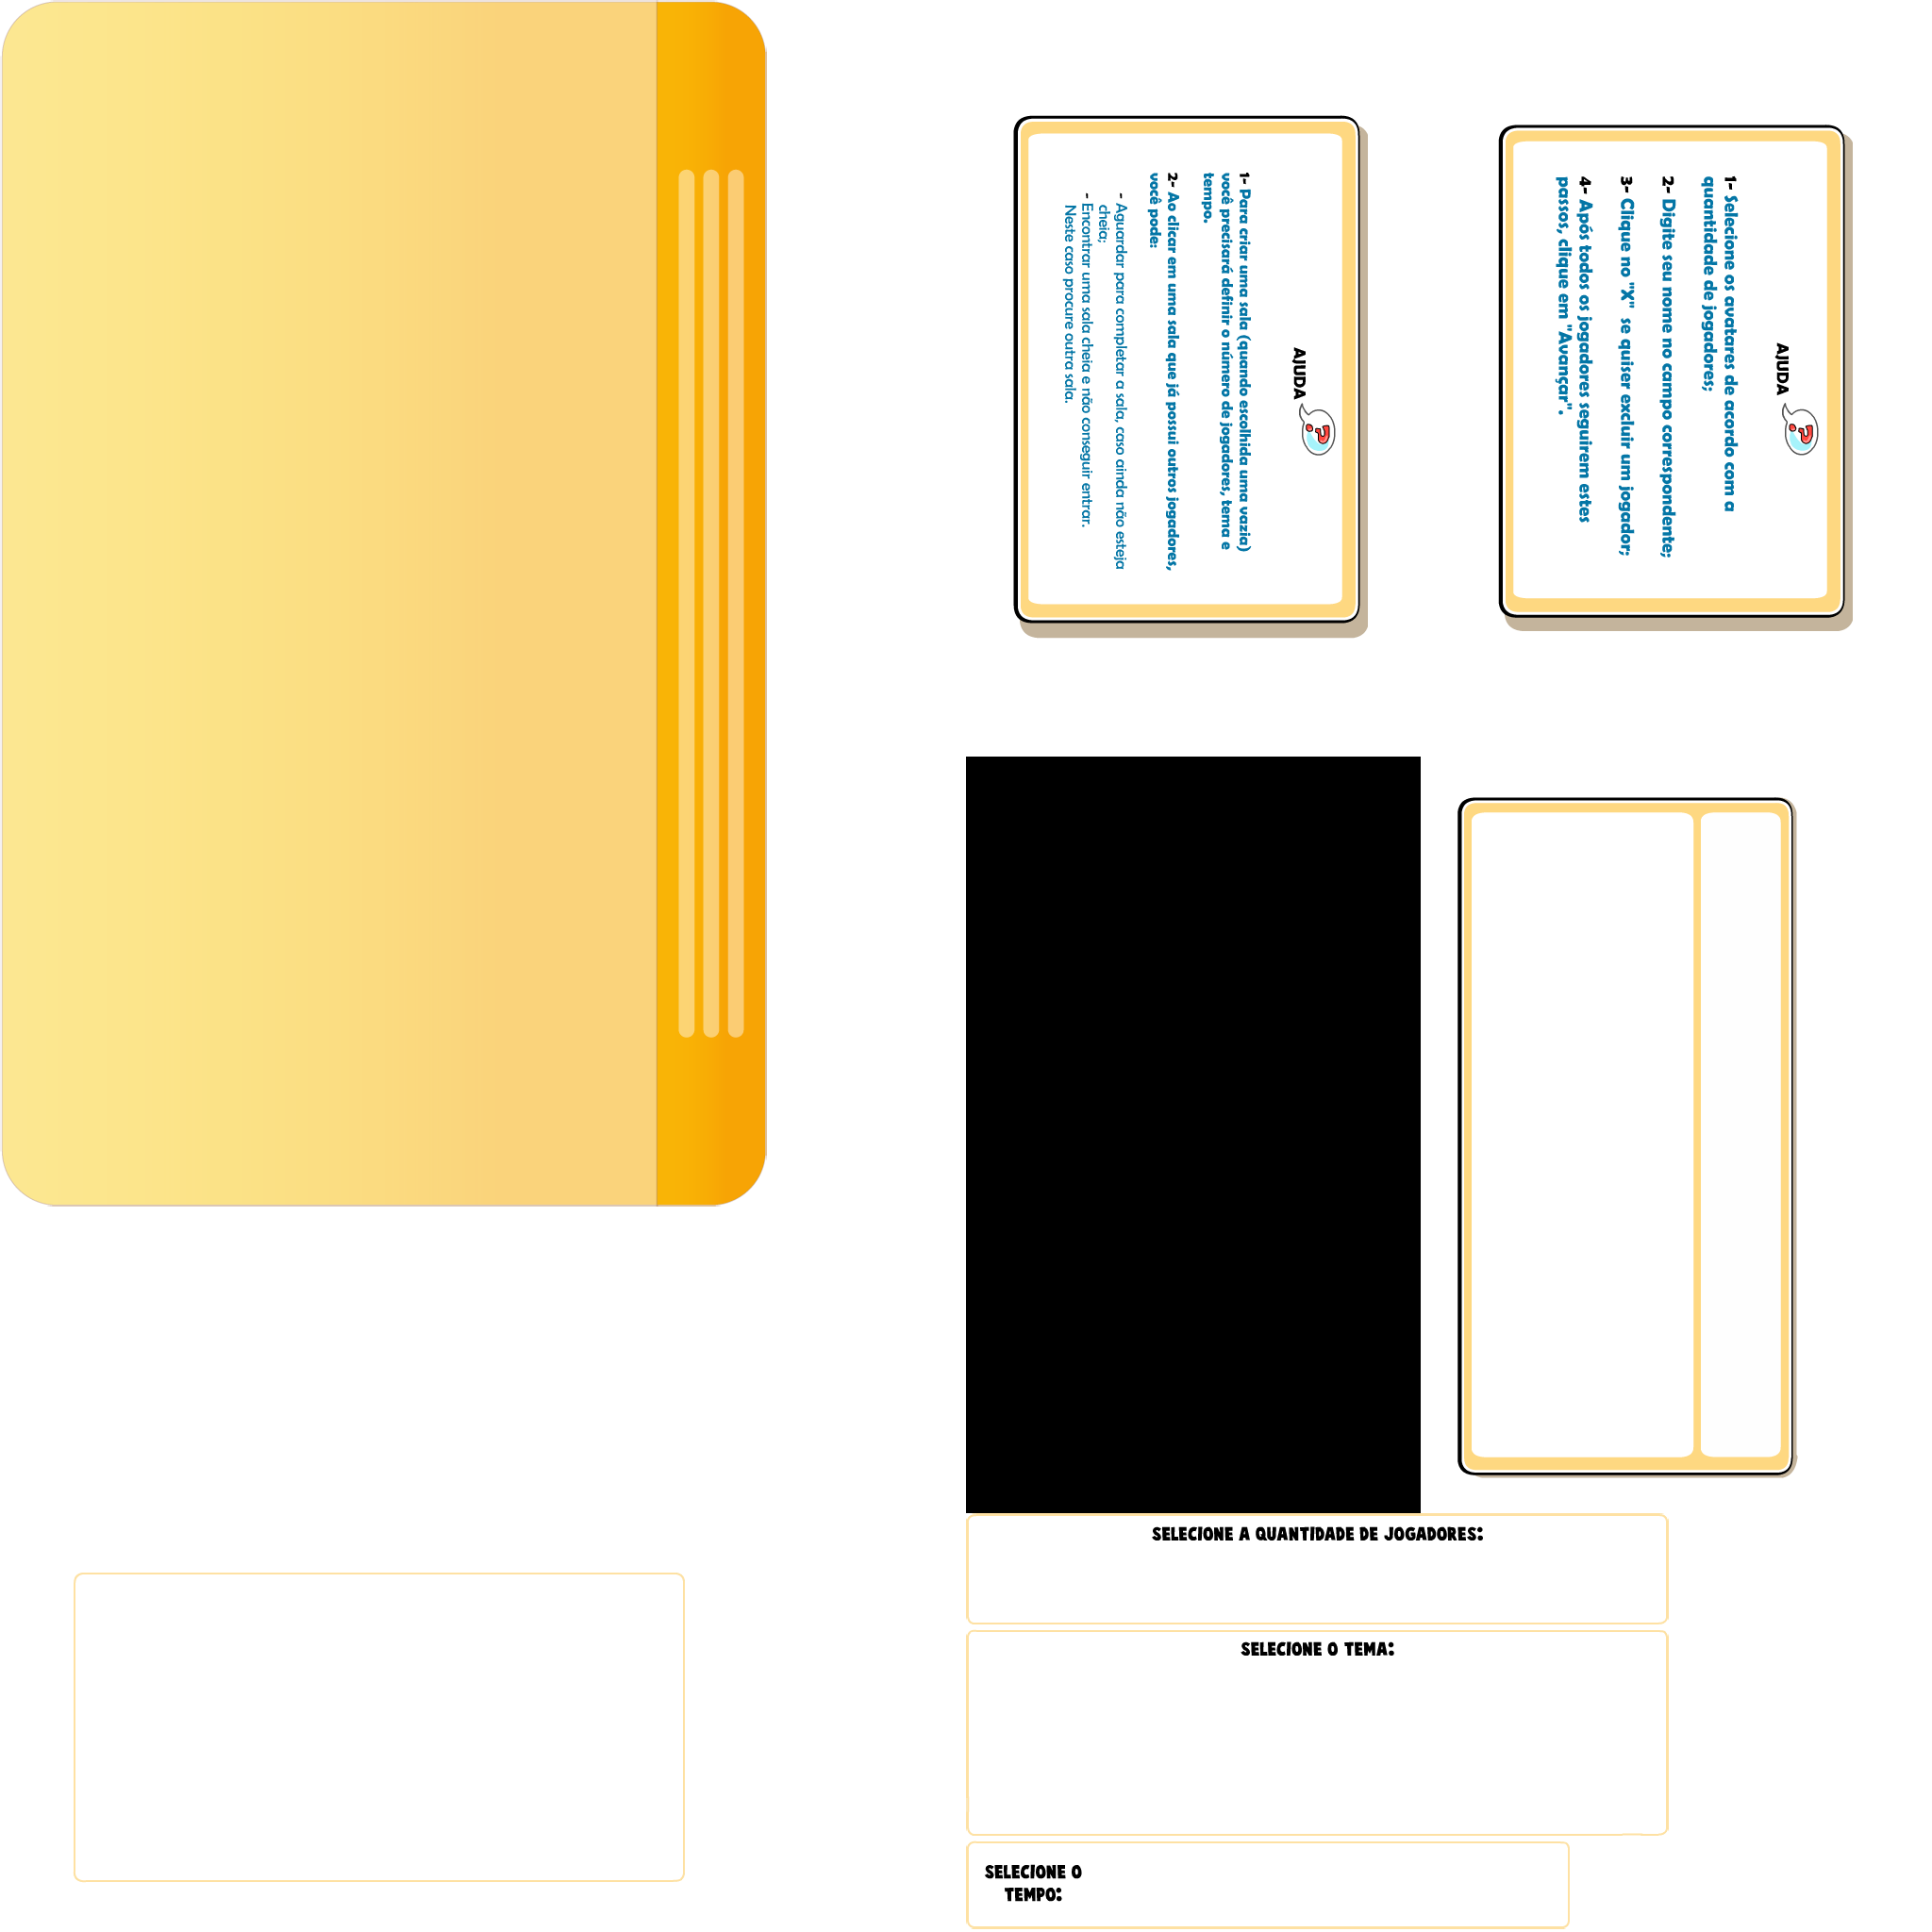 AJUDA
1- Para criar uma sala (quando escolhida uma vazia)
você precisará definir o número de jogadores, tema e
tempo.
2- Ao clicar em uma sala que já possui outros jogadores,
você pode:
- Aguardar para completar a sala, caso ainda não esteja
cheia;
- Encontrar uma sala cheia e não conseguir entrar.
Neste caso procure outra sala.
AJUDA
1- Selecione os avatares de acordo com a
quantidade de jogadores;
2- Digite seu nome no campo correspondente;
3- Clique no "X" se quiser excluir um jogador;
4- Após todos os jogadores seguirem estes
passos, clique em "Avançar".
SELECIONE A QUANTIDADE DE JOGADORES:
SELECIONE O TEMA:
SELECIONE O
TEMPO: